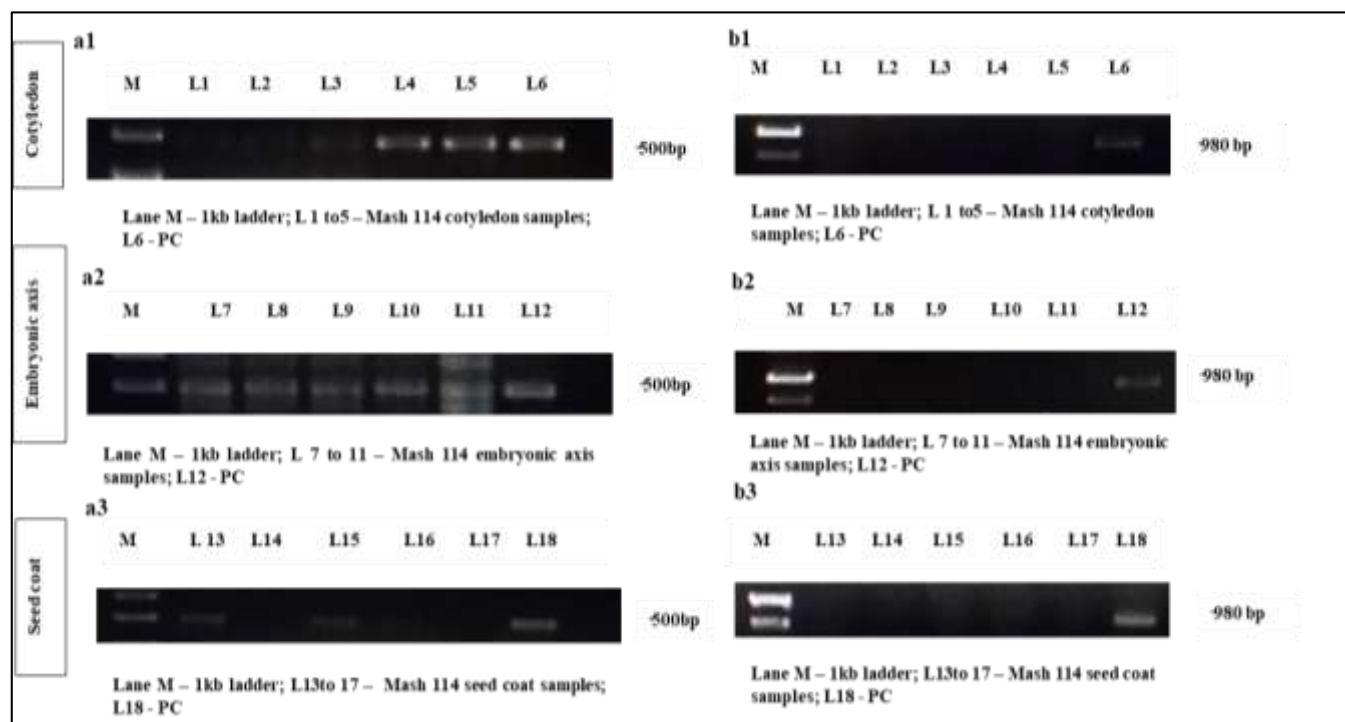 a1
M L1 L2 L3 L4 L5 L6
Cotyledon
500bp
Lane M – 1kb ladder; L 1 to5 – Mash 114 cotyledon samples;
L6 - PC
b1
M L1 L2 L3 L4 L5 L6
980 bp
Lane M – 1kb ladder; L 1 to5 – Mash 114 cotyledon
samples; L6 - PC
a2
M L7 L8 L9 L10 L11 L12
Embryonic axis
500bp
Lane M – 1kb ladder; L 7 to 11 – Mash 114 embryonic axis
samples; L12 - PC
b2
M L7 L8 L9 L10 L11 L12
980 bp
Lane M – 1kb ladder; L 7 to 11 – Mash 114 embryonic
axis samples; L12 - PC
a3
M L 13 L14 L15 L16 L17 L18
Seed coat
500bp
Lane M – 1kb ladder; L13to 17 – Mash 114 seed coat samples;
L18 - PC
b3
M L13 L14 L15 L16 L17 L18
980 bp
Lane M – 1kb ladder; L13to 17 – Mash 114 seed coat
samples; L18 - PC